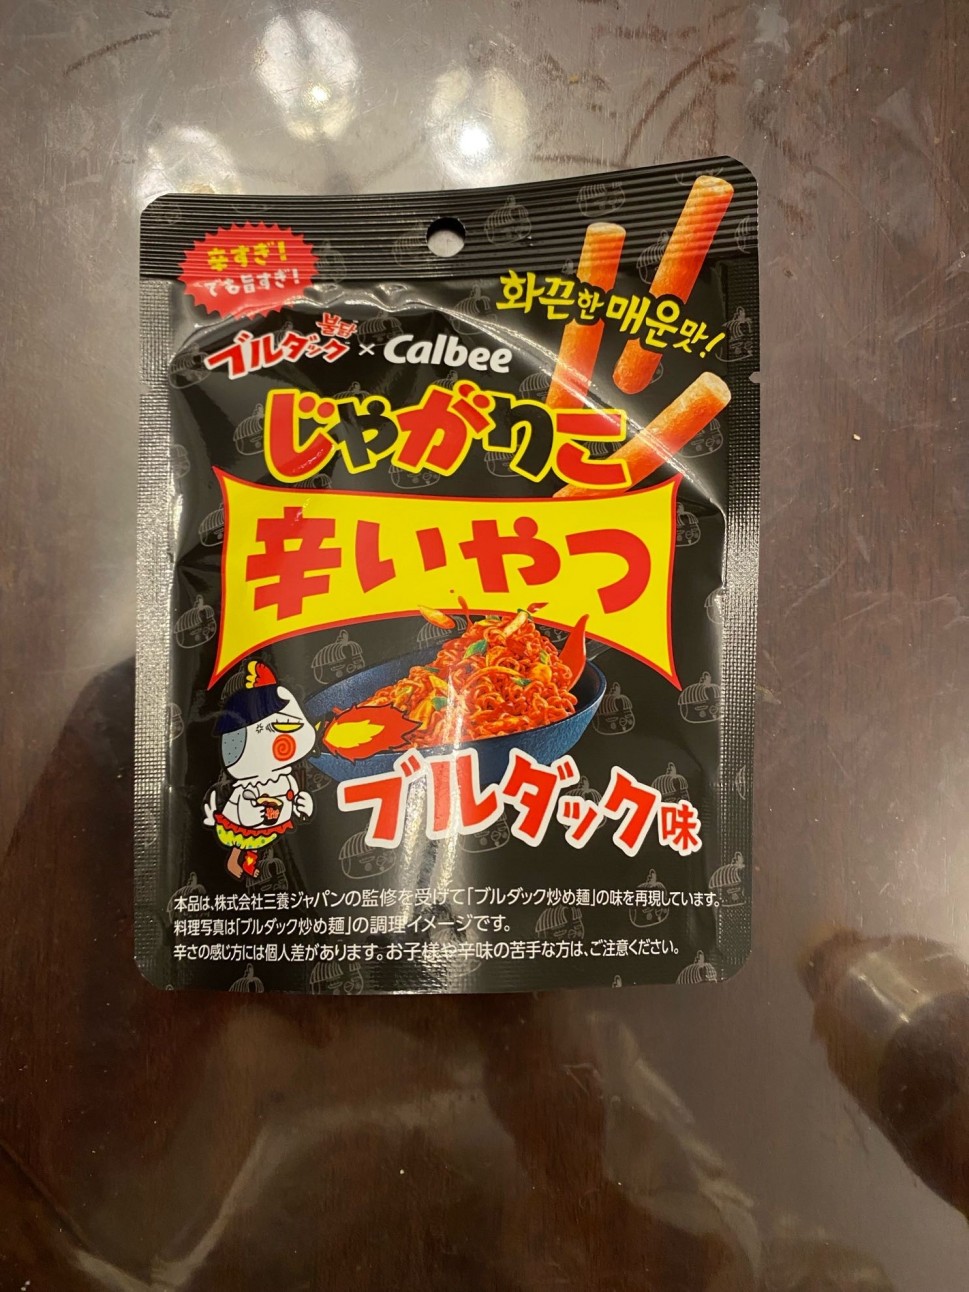 辛すぎ!
でも旨すぎ!
화끈한 매운맛!
불닭
ブルダック × Calbee
じゃがりこ
辛いやつ
ブルダック味
本品は、株式会社三養ジャパンの監修を受けて「ブルダック炒め麺」の味を再現しています。
料理写真は「ブルダック炒め麺」の調理イメージです。
辛さの感じ方には個人差があります。お子様や辛味の苦手な方は、ご注意ください。